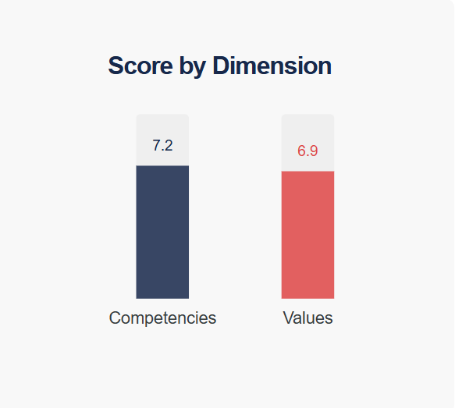 Score by Dimension
7.2
6.9
Competencies
Values